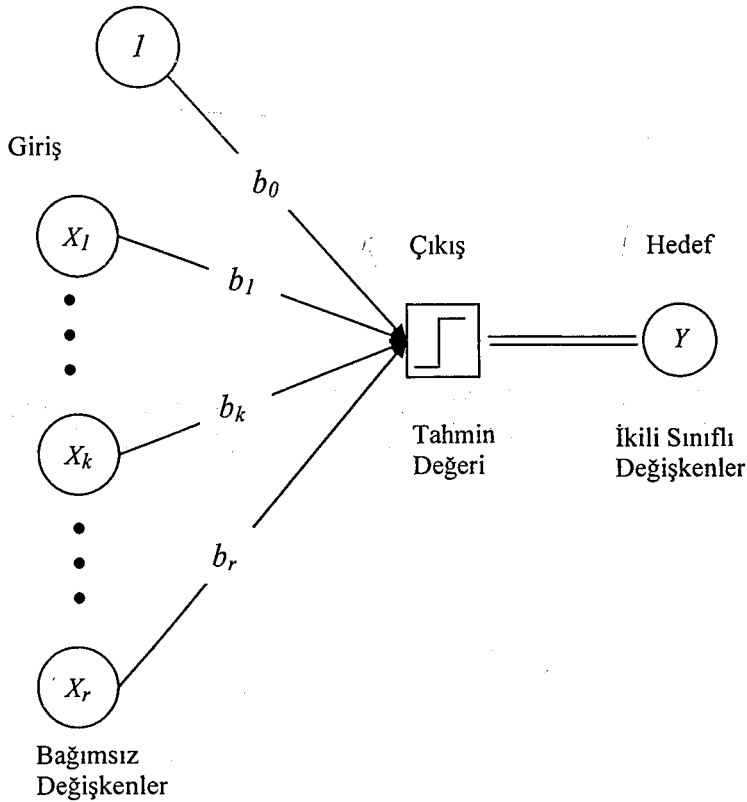 1
Giriş
b0
X1
Çıkış
Hedef
b1
Y
bk
Tahmin
Değeri
İkili Sınıflı
Değişkenler
Xk
br
Xr
Bağımsız
Değişkenler